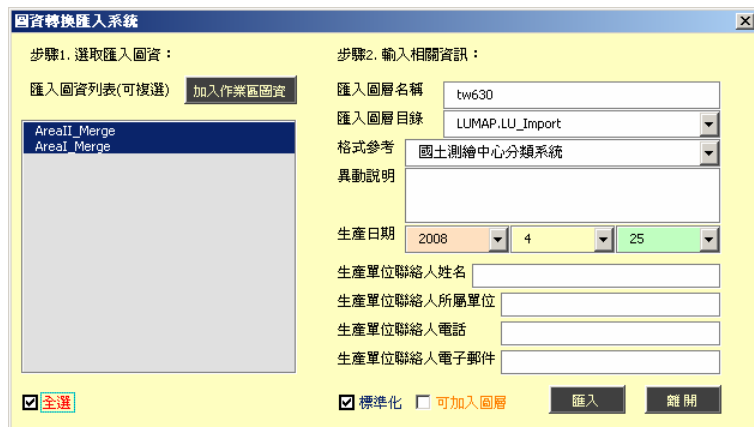 圖資轉換匯入系統
步驟1. 選取匯入圖資：
匯入圖資列表(可複選) 加入作業區圖資
AreaII_Merge
AreaI_Merge
全選
步驟2. 輸入相關資訊：
匯入圖層名稱 tw630
匯入圖層目錄 LUMAP.LU_Import
格式參考 國土測繪中心分類系統
異動說明
生產日期 2008 4 25
生產單位聯絡人姓名
生產單位聯絡人所屬單位
生產單位聯絡人電話
生產單位聯絡人電子郵件
標準化 可加入圖層 匯入 離開